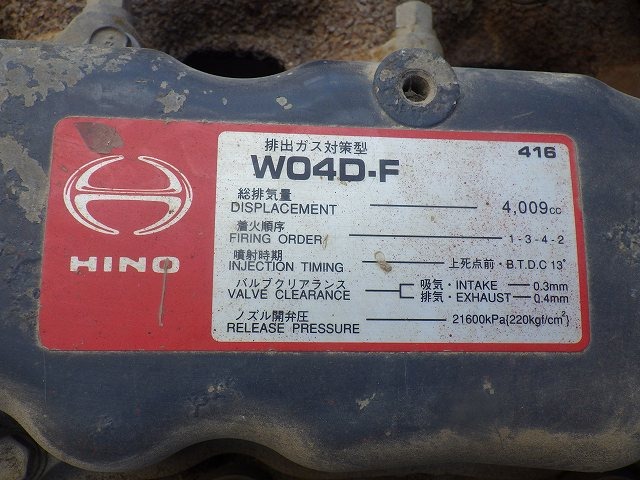 HINO
排出ガス対策型 416
W04D-F
総排気量
DISPLACEMENT 4,009cc
着火順序
FIRING ORDER 1-3-4-2
噴射時期
INJECTION TIMING 上死点前・B.T.D.C 13°
バルブクリアランス 吸気・INTAKE 0.3mm
VALVE CLEARANCE 排気・EXHAUST 0.4mm
ノズル開弁圧
RELEASE PRESSURE 21600kPa{220kgf/cm²}